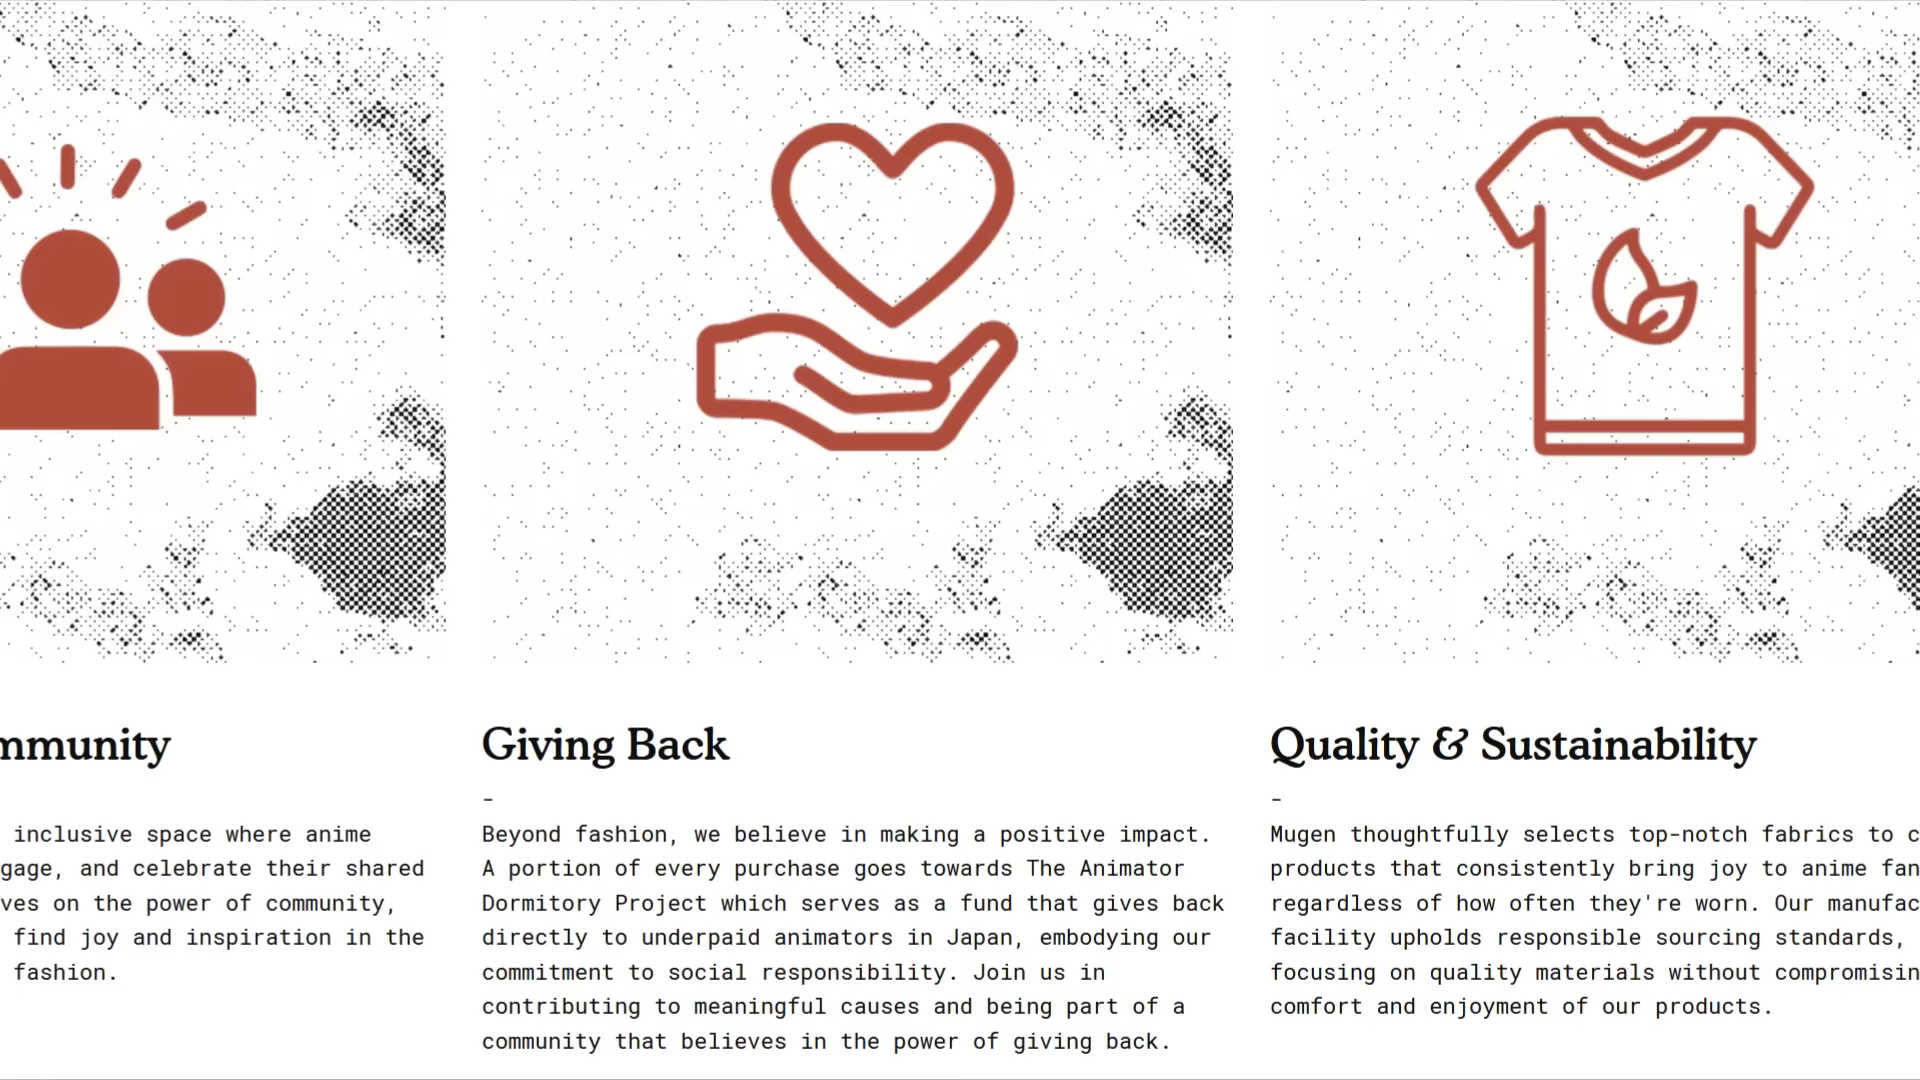 mmunity
inclusive space where anime
gage, and celebrate their shared
ves on the power of community,
find joy and inspiration in the
fashion.
Giving Back
-
Beyond fashion, we believe in making a positive impact.
A portion of every purchase goes towards The Animator
Dormitory Project which serves as a fund that gives back
directly to underpaid animators in Japan, embodying our
commitment to social responsibility. Join us in
contributing to meaningful causes and being part of a
community that believes in the power of giving back.
Quality & Sustainability
-
Mugen thoughtfully selects top-notch fabrics to c
products that consistently bring joy to anime fan
regardless of how often they're worn. Our manufac
facility upholds responsible sourcing standards,
focusing on quality materials without compromisin
comfort and enjoyment of our products.